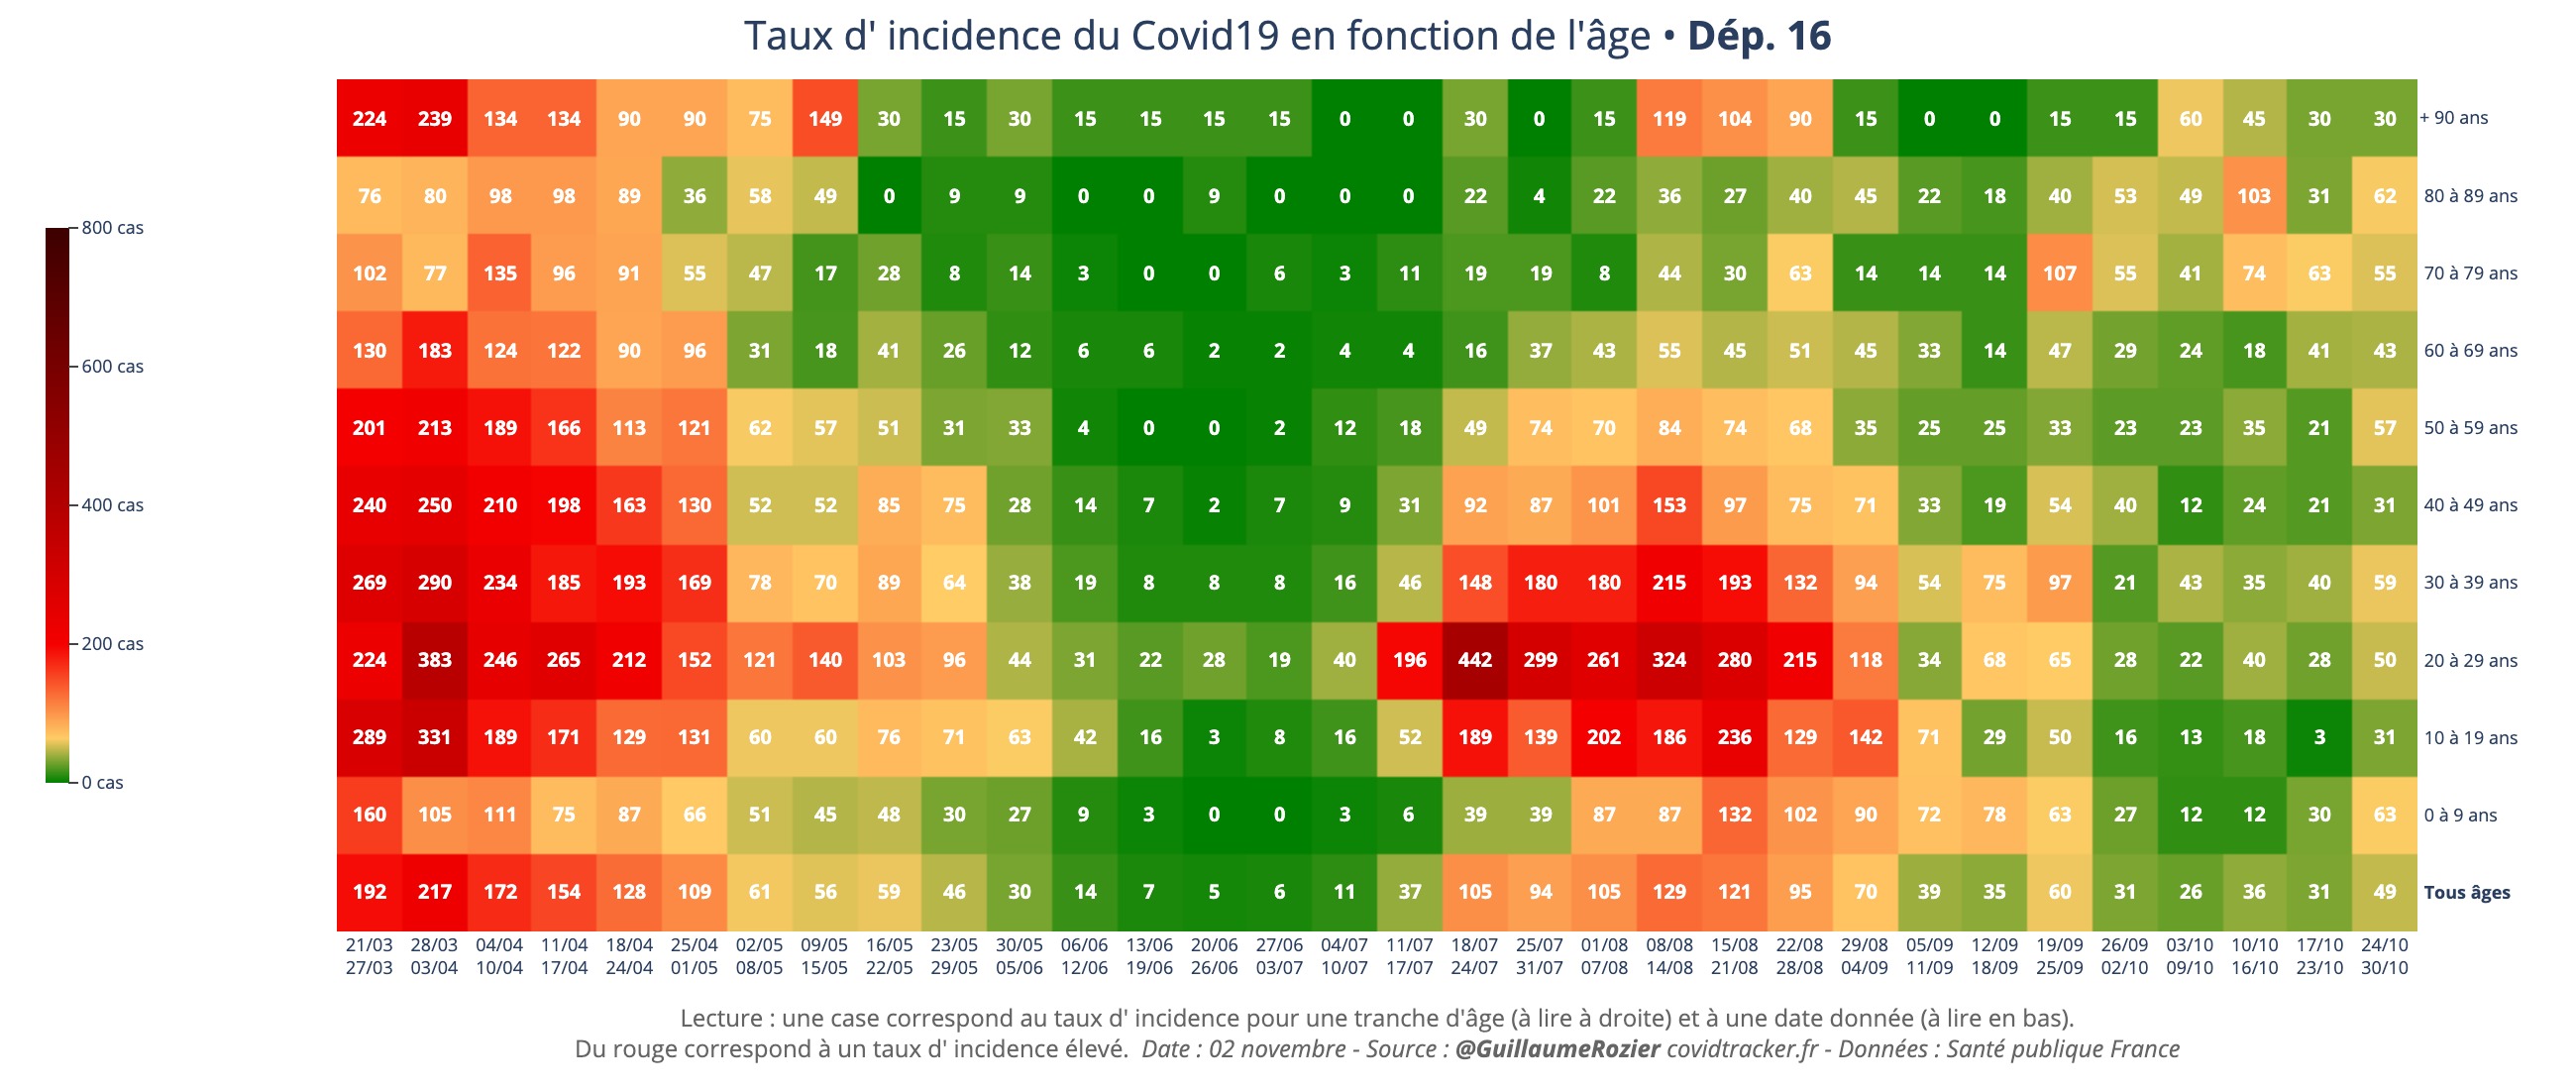 Taux d' incidence du Covid19 en fonction de l'âge • Dép. 16
800 cas
600 cas
400 cas
200 cas
0 cas
224 239 134 134 90 90 75 149 30 15 30 15 15 15 15 0 0 30 0 15 119 104 90 15 0 0 15 15 60 45 30 30 + 90 ans
76 80 98 98 89 36 58 49 0 9 9 0 0 9 0 0 0 22 4 22 36 27 40 45 22 18 40 53 49 103 31 62 80 à 89 ans
102 77 135 96 91 55 47 17 28 8 14 3 0 0 6 3 11 19 19 8 44 30 63 14 14 14 107 55 41 74 63 55 70 à 79 ans
130 183 124 122 90 96 31 18 41 26 12 6 6 2 2 4 4 16 37 43 55 45 51 45 33 14 47 29 24 18 41 43 60 à 69 ans
201 213 189 166 113 121 62 57 51 31 33 4 0 0 2 12 18 49 74 70 84 74 68 35 25 25 33 23 23 35 21 57 50 à 59 ans
240 250 210 198 163 130 52 52 85 75 28 14 7 2 7 9 31 92 87 101 153 97 75 71 33 19 54 40 12 24 21 31 40 à 49 ans
269 290 234 185 193 169 78 70 89 64 38 19 8 8 8 16 46 148 180 180 215 193 132 94 54 75 97 21 43 35 40 59 30 à 39 ans
224 383 246 265 212 152 121 140 103 96 44 31 22 28 19 40 196 442 299 261 324 280 215 118 34 68 65 28 22 40 28 50 20 à 29 ans
289 331 189 171 129 131 60 60 76 71 63 42 16 3 8 16 52 189 139 202 186 236 129 142 71 29 50 16 13 18 3 31 10 à 19 ans
160 105 111 75 87 66 51 45 48 30 27 9 3 0 0 3 6 39 39 87 87 132 102 90 72 78 63 27 12 12 30 63 0 à 9 ans
192 217 172 154 128 109 61 56 59 46 30 14 7 5 6 11 37 105 94 105 129 121 95 70 39 35 60 31 26 36 31 49 Tous âges
21/03 28/03 04/04 11/04 18/04 25/04 02/05 09/05 16/05 23/05 30/05 06/06 13/06 20/06 27/06 04/07 11/07 18/07 25/07 01/08 08/08 15/08 22/08 29/08 05/09 12/09 19/09 26/09 03/10 10/10 17/10 24/10
27/03 03/04 10/04 17/04 24/04 01/05 08/05 15/05 22/05 29/05 05/06 12/06 19/06 26/06 03/07 10/07 17/07 24/07 31/07 07/08 14/08 21/08 28/08 04/09 11/09 18/09 25/09 02/10 09/10 16/10 23/10 30/10
Lecture : une case correspond au taux d' incidence pour une tranche d'âge (à lire à droite) et à une date donnée (à lire en bas).
Du rouge correspond à un taux d' incidence élevé. Date : 02 novembre - Source : @GuillaumeRozier covidtracker.fr - Données : Santé publique France